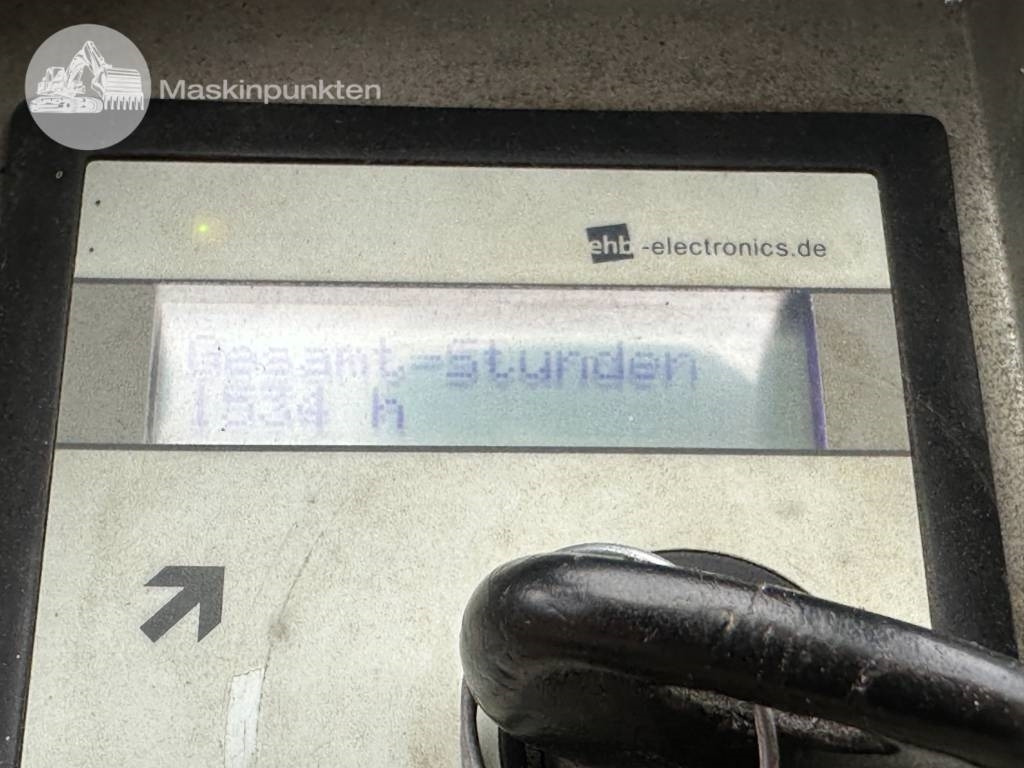 Maskinpunkten
ehb -electronics.de
Gesamt-Stunden
1534 h